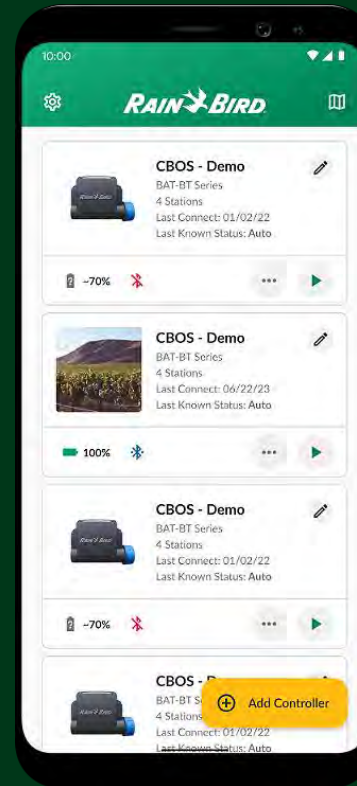 10:00
RAIN BIRD
CBOS - Demo
BAT-BT Series
4 Stations
Last Connect: 01/02/22
Last Known Status: Auto
~70%
CBOS - Demo
BAT-BT Series
4 Stations
Last Connect: 06/22/23
Last Known Status: Auto
100%
CBOS - Demo
BAT-BT Series
4 Stations
Last Connect: 01/02/22
Last Known Status: Auto
~70%
CBOS -
BAT-BT
Add Controller
4 Stations
Last Connect: 01/02/22
Last Known Status: Auto